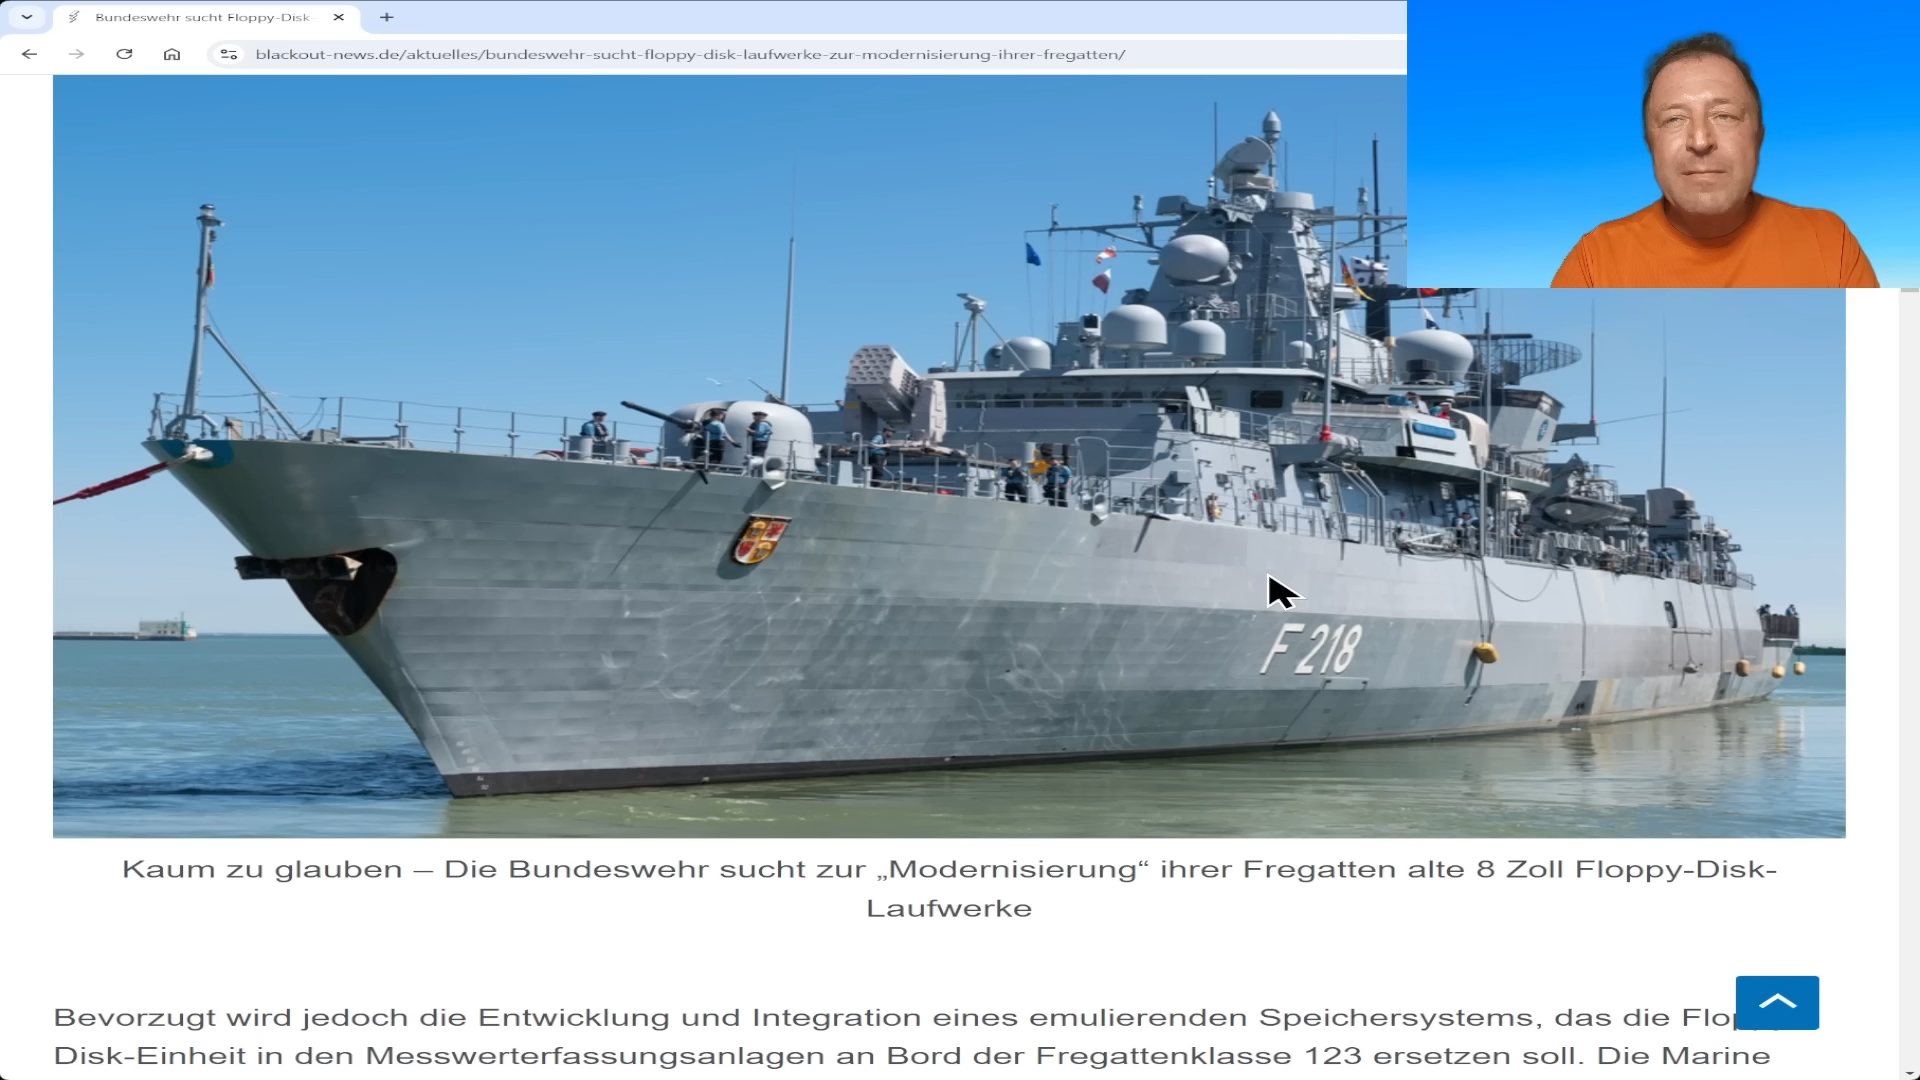 Bundeswehr sucht Floppy-Disk-
blackout-news.de/aktuelles/bundeswehr-sucht-floppy-disk-laufwerke-zur-modernisierung-ihrer-fregatten/
F 218
Kaum zu glauben – Die Bundeswehr sucht zur „Modernisierung“ ihrer Fregatten alte 8 Zoll Floppy-Disk-
Laufwerke
Bevorzugt wird jedoch die Entwicklung und Integration eines emulierenden Speichersystems, das die
Disk-Einheit in den Messwerterfassungsanlagen an Bord der Fregattenklasse 123 ersetzen soll. Die Marine